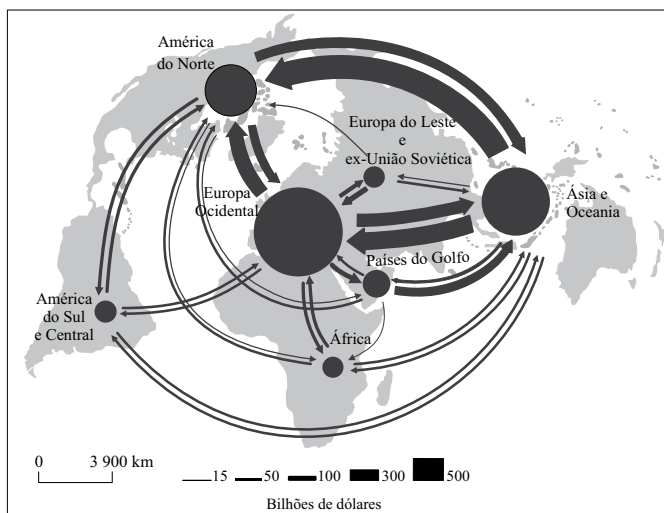 América
do Norte
Europa do Leste
e
ex-União Soviética
Europa
Ocidental
Ásia e
Oceania
Países do Golfo
América
do Sul
e Central
África
0 3 900 km
15 50 100 300 500
Bilhões de dólares